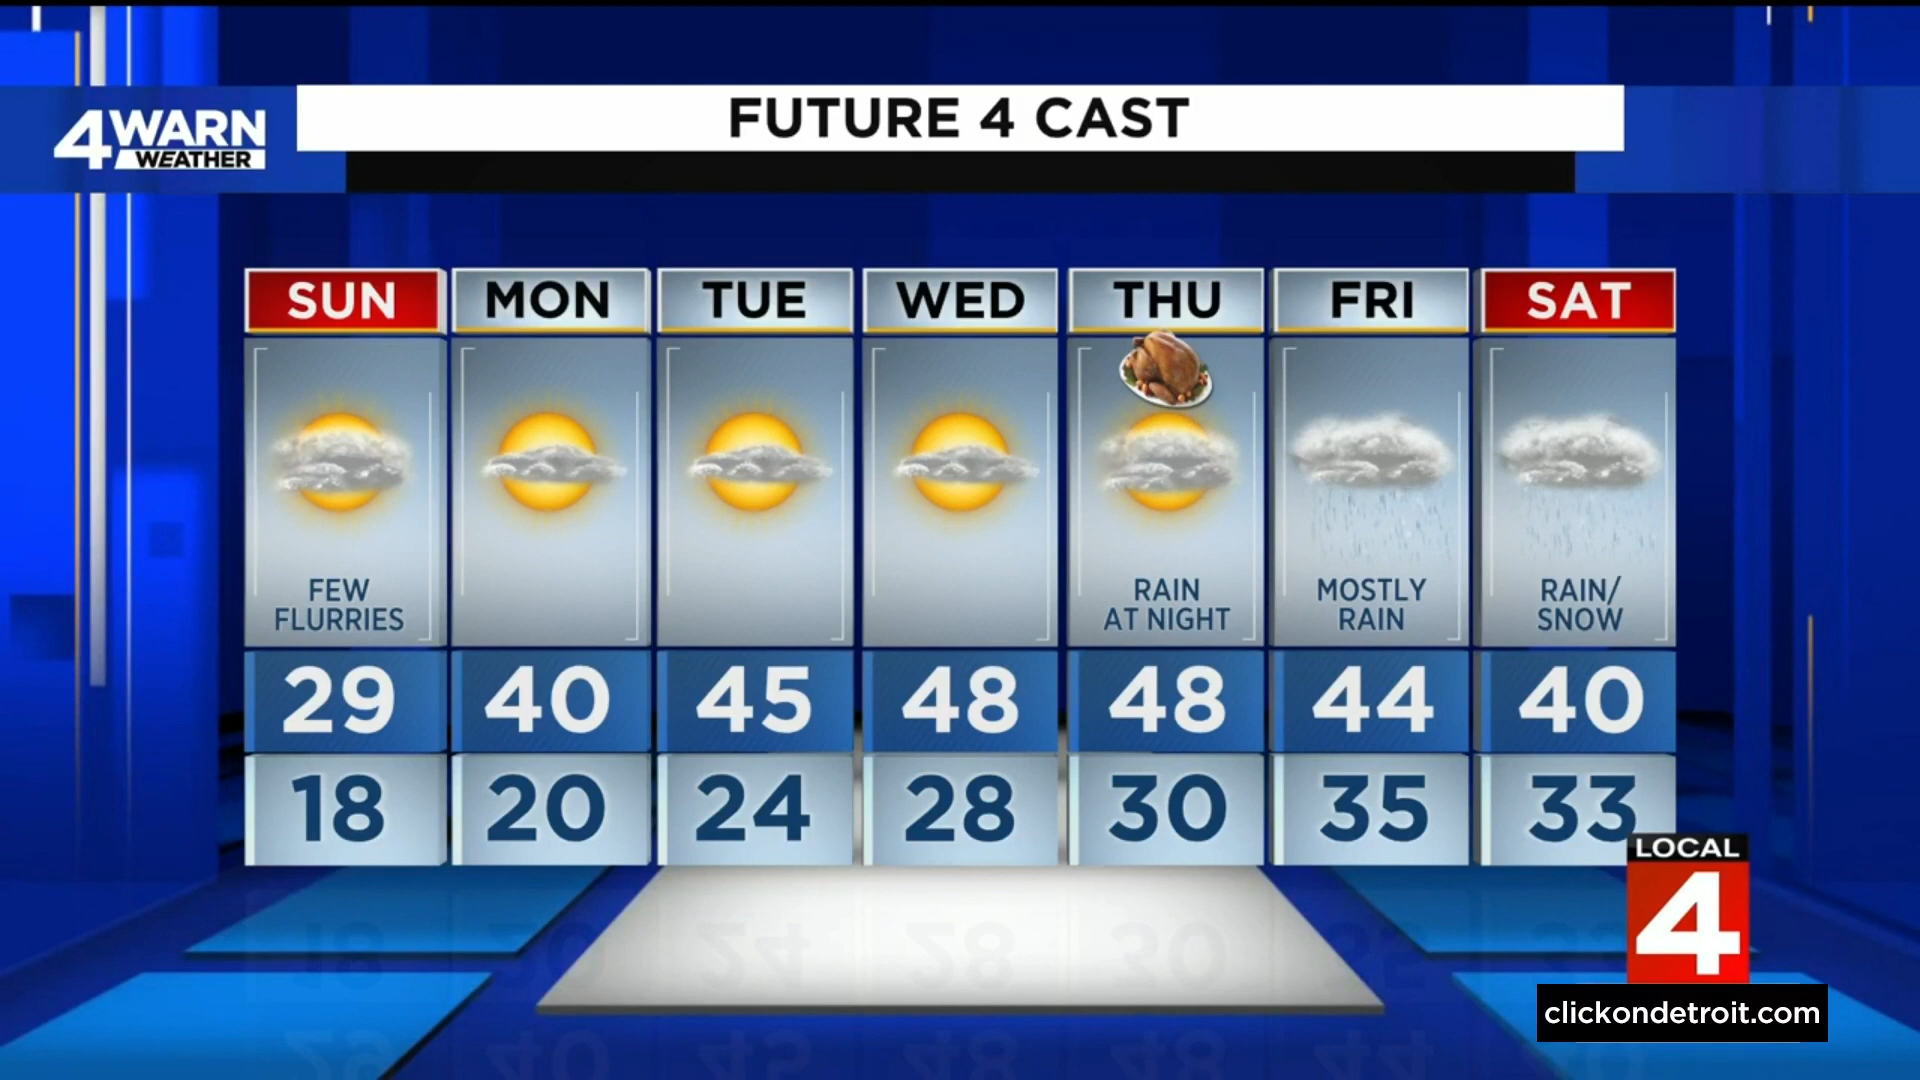 4WARN
WEATHER
FUTURE 4 CAST
SUN MON TUE WED THU FRI SAT
FEW
FLURRIES
RAIN
AT NIGHT
MOSTLY
RAIN
RAIN/
SNOW
29 40 45 48 48 44 40
18 20 24 28 30 35 33
LOCAL
4
clickondetroit.com